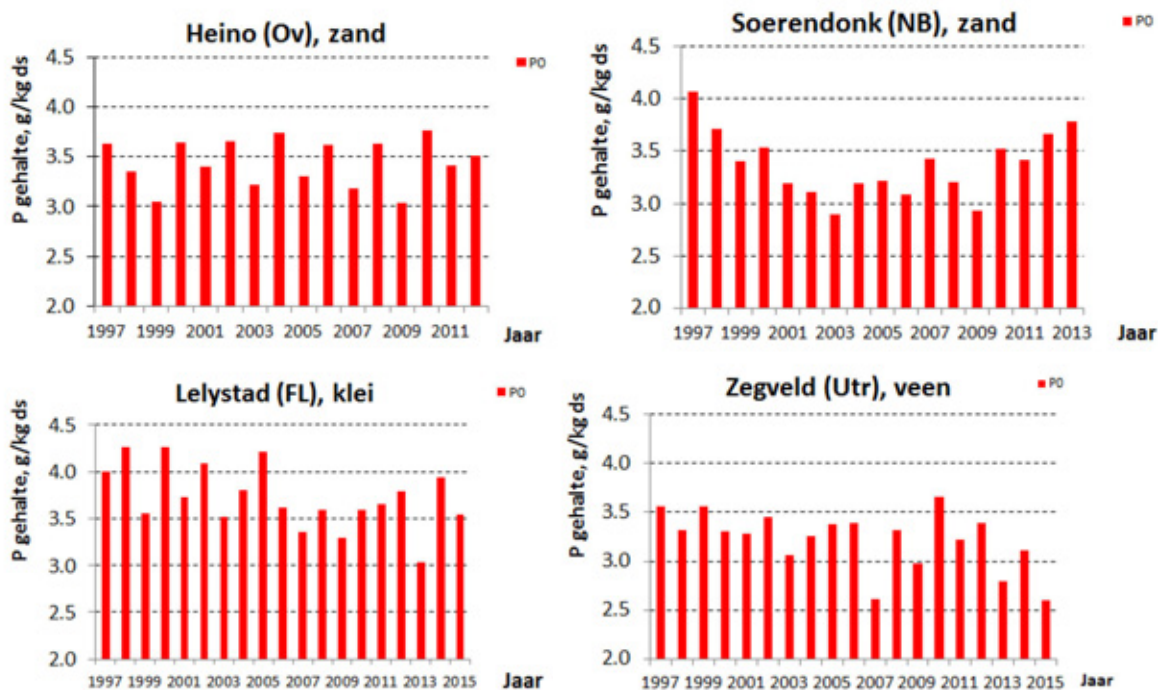 Heino (Ov), zand
P0
P gehalte, g/kg ds
4.5
4.0
3.5
3.0
2.5
2.0
1997 1999 2001 2003 2005 2007 2009 2011
Jaar
Soerendonk (NB), zand
P0
P gehalte, g/kg ds
4.5
4.0
3.5
3.0
2.5
2.0
1997 1999 2001 2003 2005 2007 2009 2011 2013
Jaar
Lelystad (FL), klei
P0
P gehalte, g/kg ds
4.5
4.0
3.5
3.0
2.5
2.0
1997 1999 2001 2003 2005 2007 2009 2011 2013 2015
Jaar
Zegveld (Utr), veen
P0
P gehalte, g/kg ds
4.5
4.0
3.5
3.0
2.5
2.0
1997 1999 2001 2003 2005 2007 2009 2011 2013 2015
Jaar